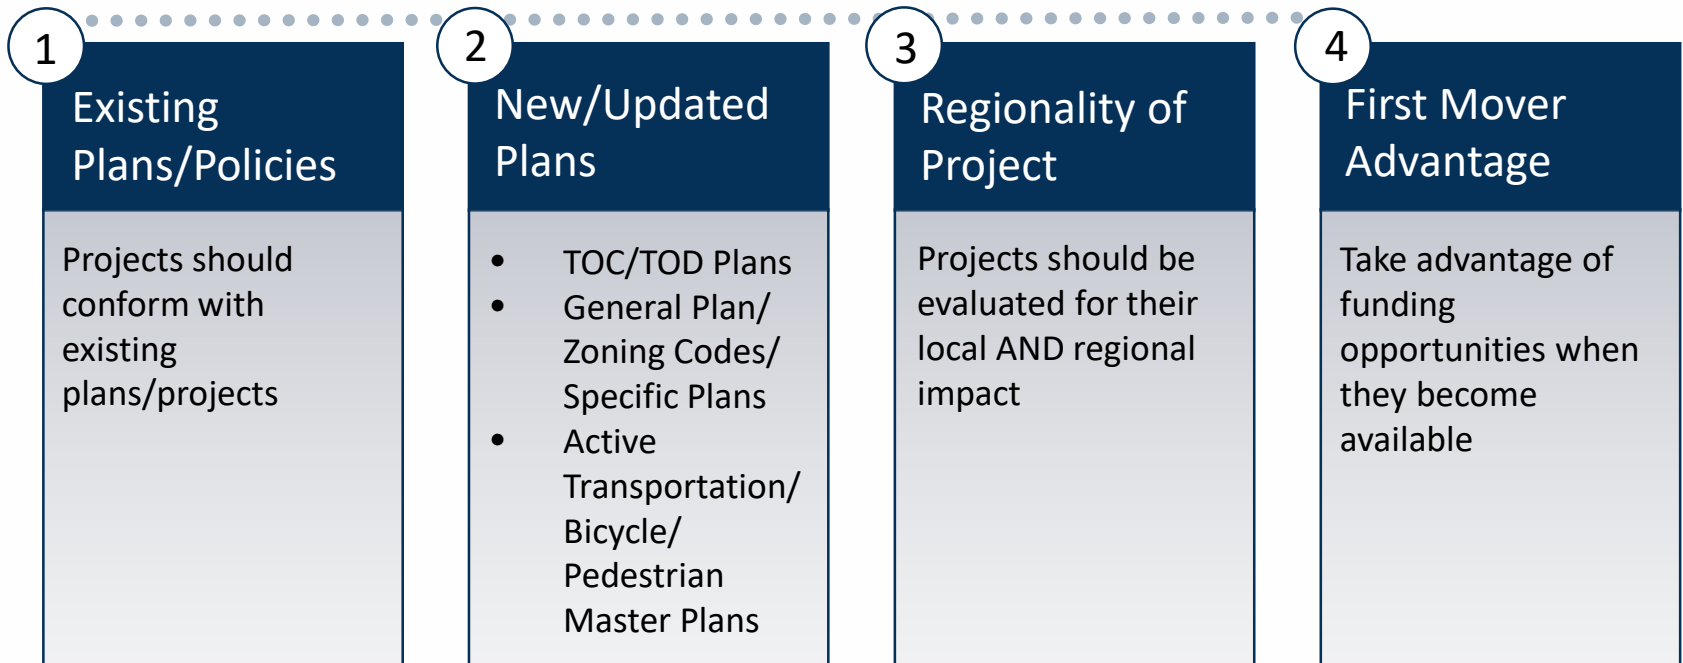 1
Existing
Plans/Policies
Projects should
conform with
existing
plans/projects
2
New/Updated
Plans
• TOC/TOD Plans
• General Plan/
Zoning Codes/
Specific Plans
• Active
Transportation/
Bicycle/
Pedestrian
Master Plans
3
Regionality of
Project
Projects should be
evaluated for their
local AND regional
impact
4
First Mover
Advantage
Take advantage of
funding
opportunities when
they become
available